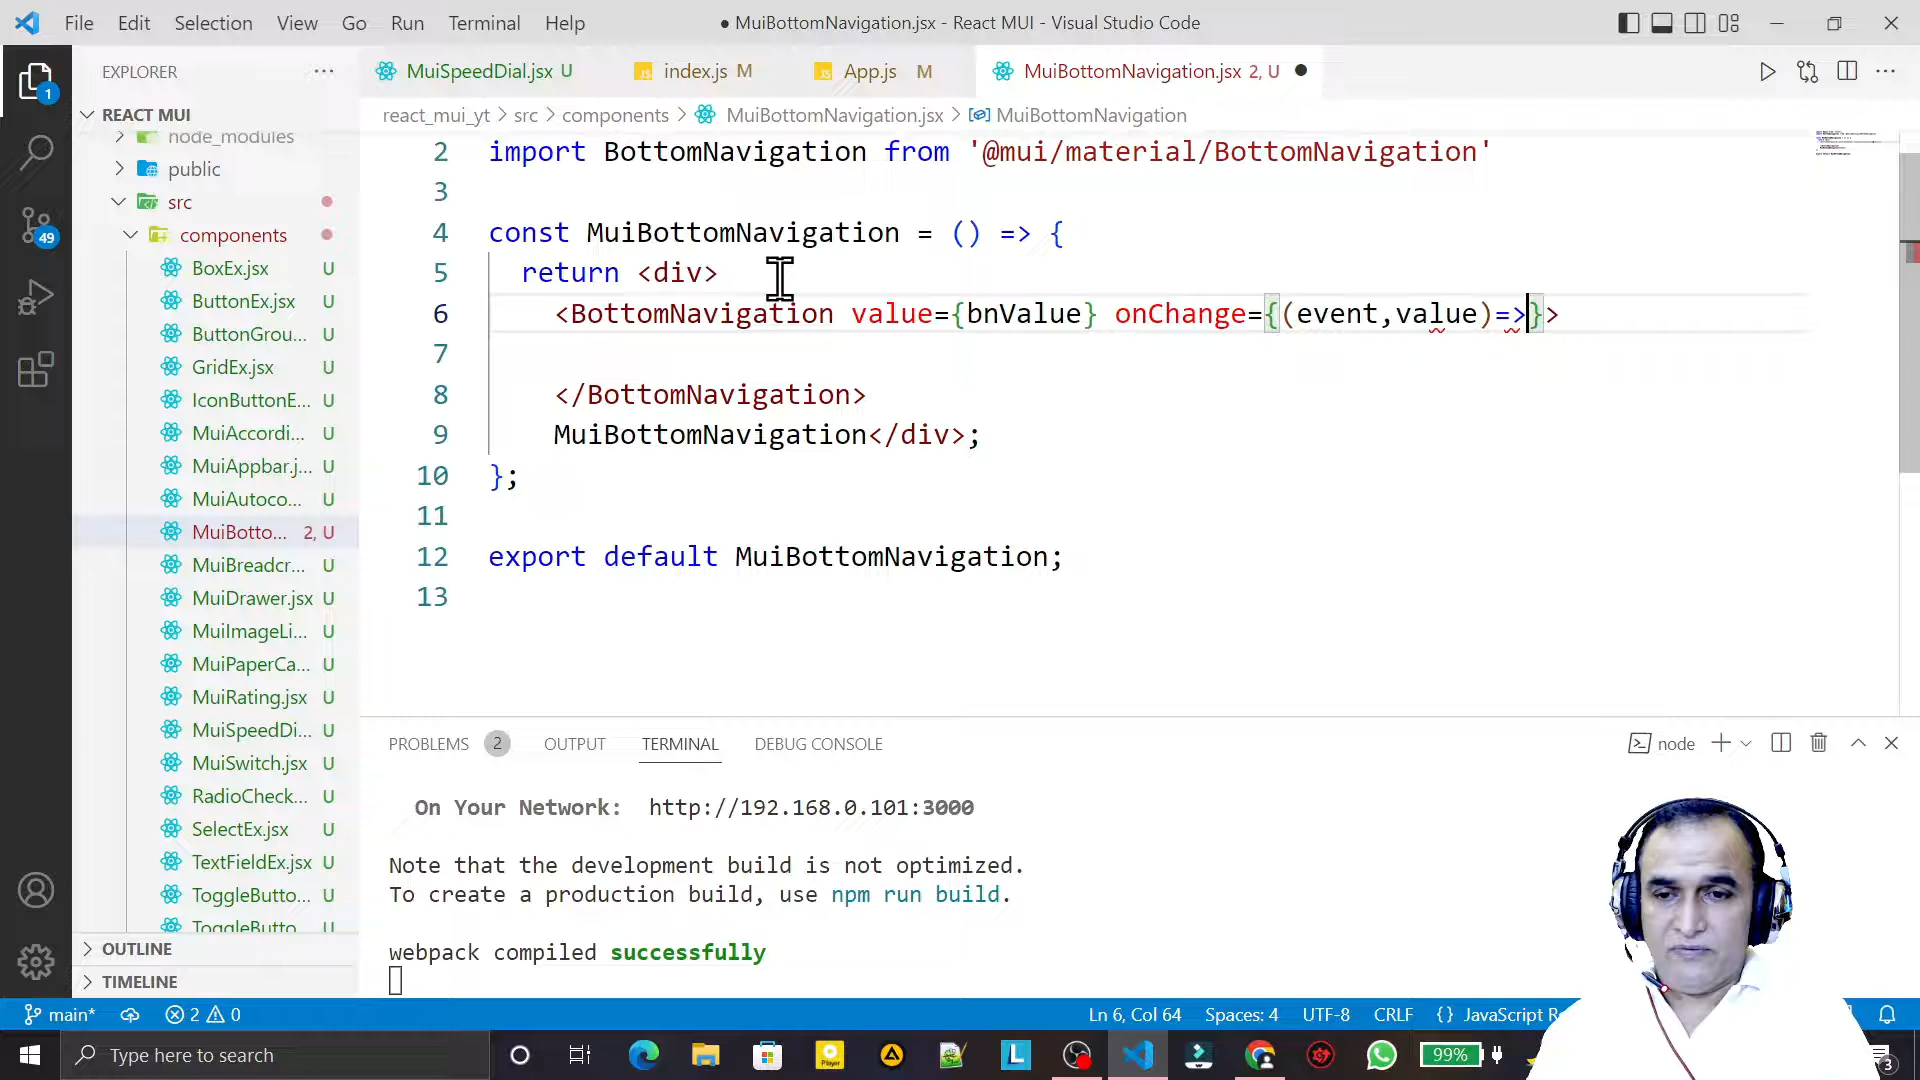 File Edit Selection View Go Run Terminal Help
● MuiBottomNavigation.jsx - React MUI - Visual Studio Code
EXPLORER ···
MuiSpeedDial.jsx U
JS index.js M
JS App.js M
MuiBottomNavigation.jsx 2, U ●
REACT MUI
react_mui_yt > src > components > MuiBottomNavigation.jsx > MuiBottomNavigation
node_modules
public
src
components
BoxEx.jsx U
ButtonEx.jsx U
ButtonGrou... U
GridEx.jsx U
IconButtonE... U
MuiAccordi... U
MuiAppbar.j... U
MuiAutoco... U
MuiBotto... 2, U
MuiBreadcr... U
MuiDrawer.jsx U
MuiImageLi... U
MuiPaperCa... U
MuiRating.jsx U
MuiSpeedDi... U
MuiSwitch.jsx U
RadioCheck... U
SelectEx.jsx U
TextFieldEx.jsx U
ToggleButto... U
ToggleButto U
OUTLINE
TIMELINE
2 import BottomNavigation from '@mui/material/BottomNavigation'
3
4 const MuiBottomNavigation = () => {
5 return <div>
6 <BottomNavigation value={bnValue} onChange={(event,value)=>}>
7
8 </BottomNavigation>
9 MuiBottomNavigation</div>;
10 };
11
12 export default MuiBottomNavigation;
13
PROBLEMS 2 OUTPUT TERMINAL DEBUG CONSOLE
node
On Your Network: http://192.168.0.101:3000
Note that the development build is not optimized.
To create a production build, use npm run build.
webpack compiled successfully
1
49
main* 2 0
Ln 6, Col 64 Spaces: 4 UTF-8 CRLF {} JavaScript Re
Type here to search
Player
L
99%
3